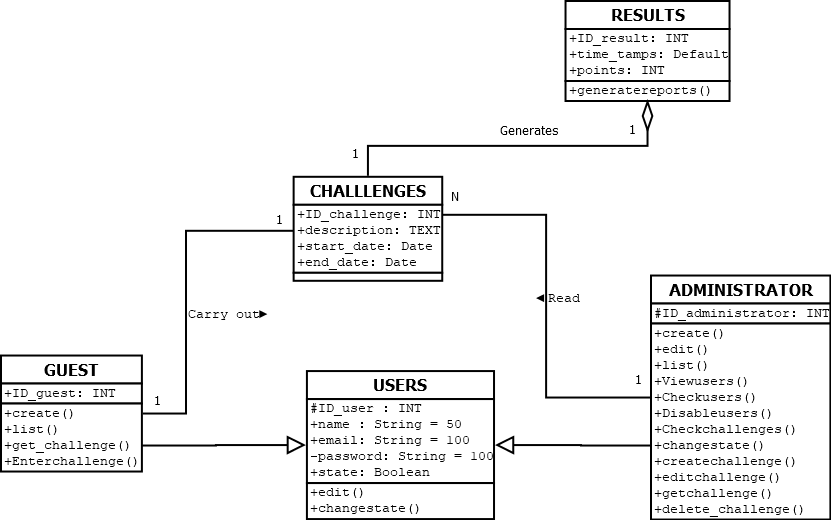 RESULTS
+ID_result: INT
+time_tamps: Default
+points: INT
+generatereports()
Generates
1
1
CHALLLENGES
+ID_challenge: INT
+description: TEXT
+start_date: Date
+end_date: Date
N
1
Carry out►
◄Read
ADMINISTRATOR
#ID_administrator: INT
+create()
+edit()
+list()
+Viewusers()
+Checkusers()
+Disableusers()
+Checkchallenges()
+changestate()
+createchallenge()
+editchallenge()
+getchallenge()
+delete_challenge()
1
GUEST
+ID_guest: INT
+create()
+list()
+get_challenge()
+Enterchallenge()
1
USERS
#ID_user : INT
+name : String = 50
+email: String = 100
-password: String = 100
+state: Boolean
+edit()
+changestate()